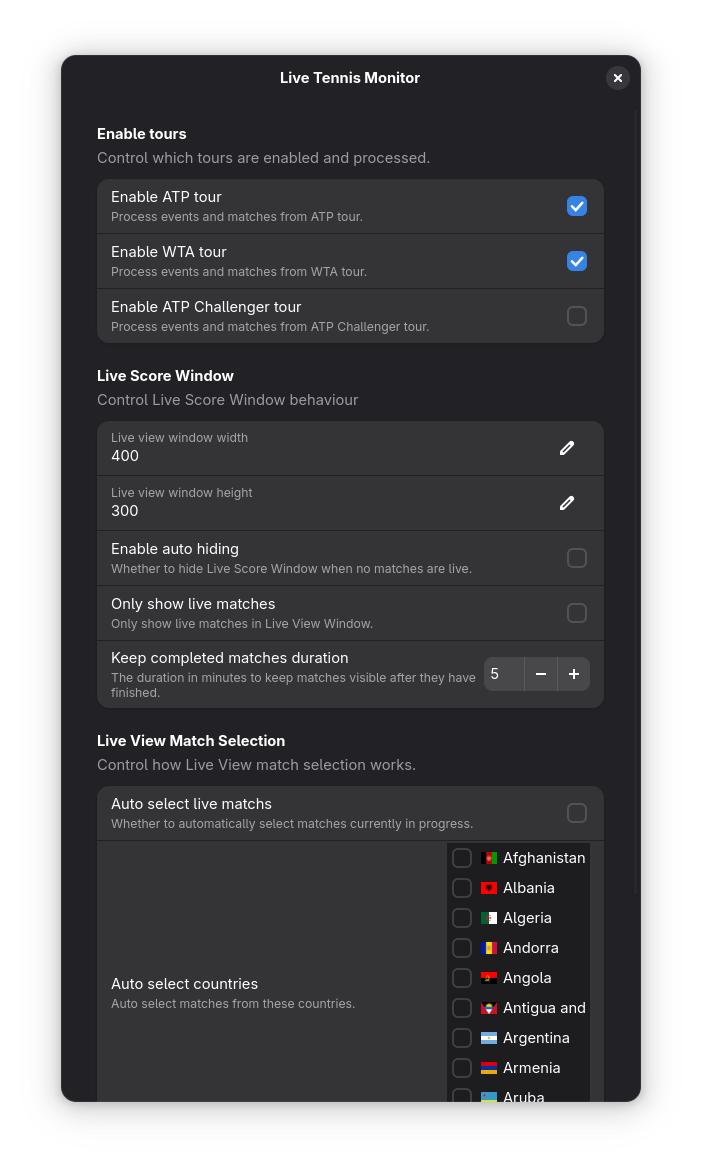 Live Tennis Monitor
Enable tours
Control which tours are enabled and processed.
Enable ATP tour
Process events and matches from ATP tour.
Enable WTA tour
Process events and matches from WTA tour.
Enable ATP Challenger tour
Process events and matches from ATP Challenger tour.
Live Score Window
Control Live Score Window behaviour
Live view window width
400
Live view window height
300
Enable auto hiding
Whether to hide Live Score Window when no matches are live.
Only show live matches
Only show live matches in Live View Window.
Keep completed matches duration
The duration in minutes to keep matches visible after they have
finished.
5
Live View Match Selection
Control how Live View match selection works.
Auto select live matchs
Whether to automatically select matches currently in progress.
Auto select countries
Auto select matches from these countries.
Afghanistan
Albania
Algeria
Andorra
Angola
Antigua and
Argentina
Armenia
Aruba